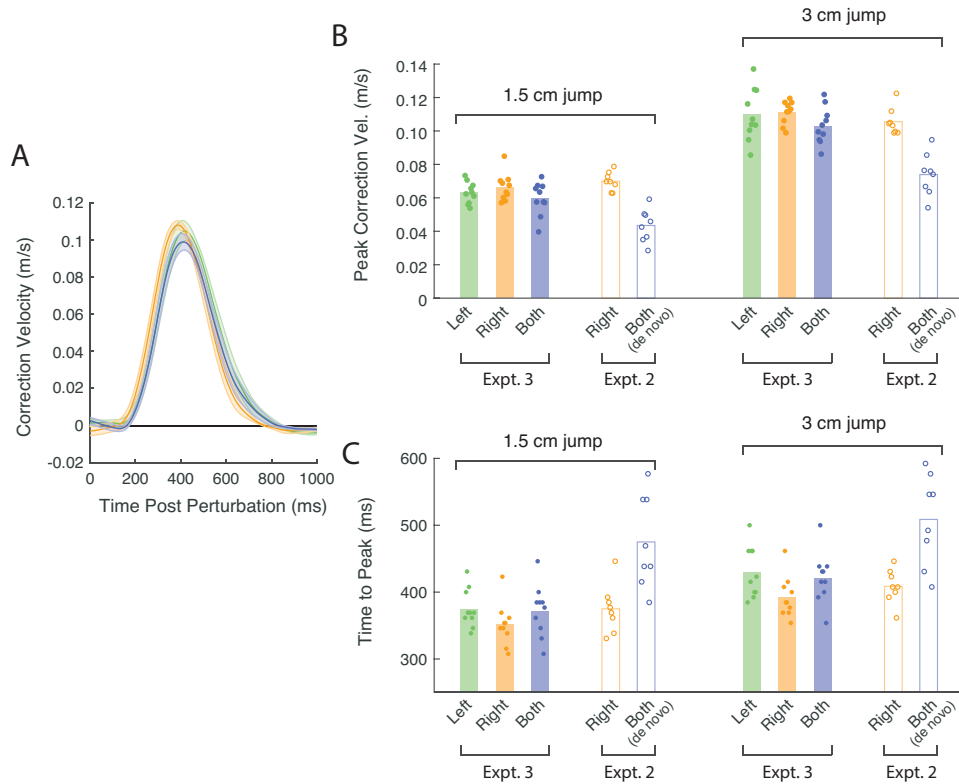 A
Correction Velocity (m/s)
0.12
0.1
0.08
0.06
0.04
0.02
0
-0.02
0 200 400 600 800 1000
Time Post Perturbation (ms)
B
3 cm jump
1.5 cm jump
Peak Correction Vel. (m/s)
0.14
0.12
0.10
0.08
0.06
0.04
0.02
0
Left Right Both Right Both (de novo) Left Right Both Right Both (de novo)
Expt. 3 Expt. 2 Expt. 3 Expt. 2
C
1.5 cm jump
3 cm jump
Time to Peak (ms)
600
500
400
300
Left Right Both Right Both (de novo) Left Right Both Right Both (de novo)
Expt. 3 Expt. 2 Expt. 3 Expt. 2